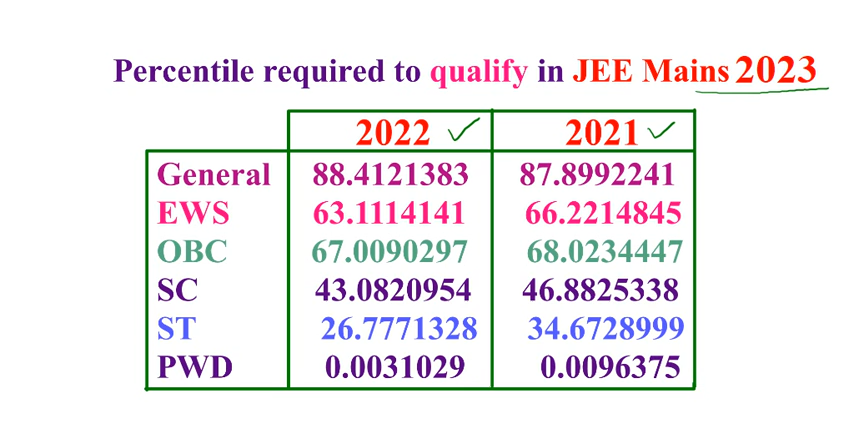 Percentile required to qualify in JEE Mains 2023
2022 2021
General 88.4121383 87.8992241
EWS 63.1114141 66.2214845
OBC 67.0090297 68.0234447
SC 43.0820954 46.8825338
ST 26.7771328 34.6728999
PWD 0.0031029 0.0096375